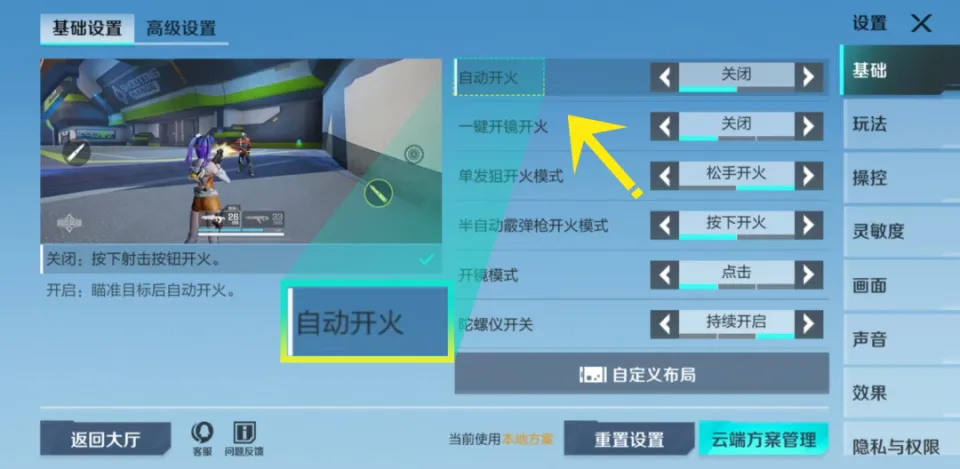 基础设置 高级设置
设置
自动开火 关闭
一键开镜开火 关闭
单发狙开火模式 松手开火
半自动霰弹枪开火模式 按下开火
开镜模式 点击
陀螺仪开关 持续开启
自定义布局
26
关闭：按下射击按钮开火。
开启：瞄准目标后自动开火。
自动开火
基础
玩法
操控
灵敏度
画面
声音
效果
隐私与权限
返回大厅
客服
问题反馈
当前使用本地方案
重置设置
云端方案管理